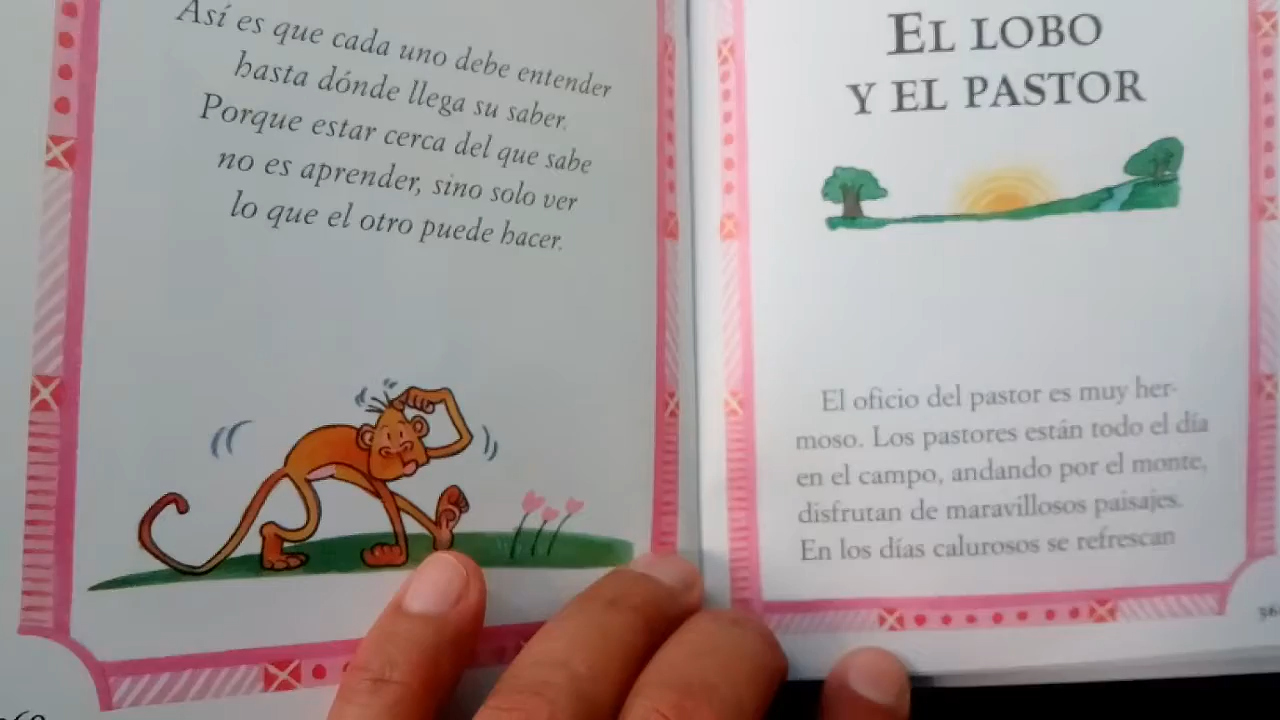 Así es que cada uno debe entender
hasta dónde llega su saber.
Porque estar cerca del que sabe
no es aprender, sino solo ver
lo que el otro puede hacer.
EL LOBO
Y EL PASTOR
El oficio del pastor es muy her-
moso. Los pastores están todo el día
en el campo, andando por el monte,
disfrutan de maravillosos paisajes.
En los días calurosos se refrescan